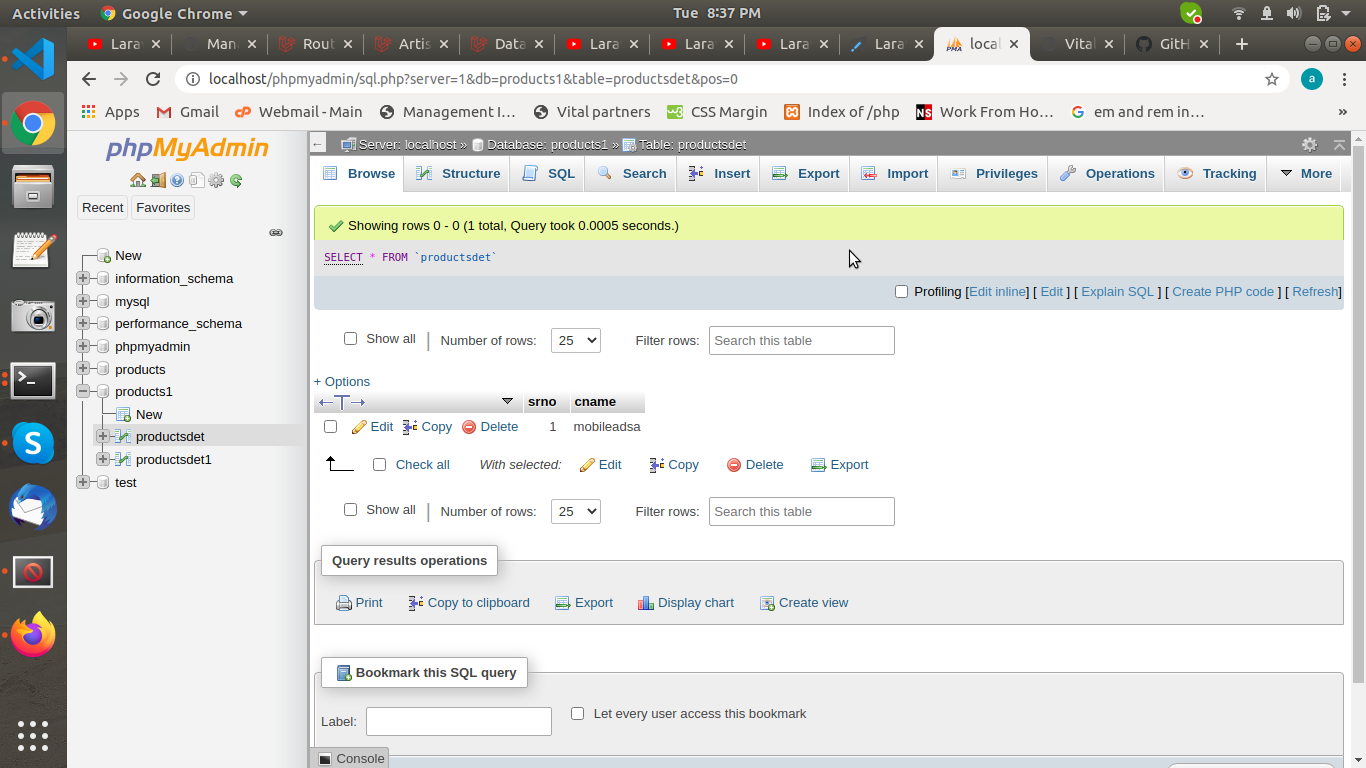 Activities Google Chrome Tue 8:37 PM
Lara Man Rout Artis Data Lara Lara Lara Lara local Vital GitH
localhost/phpmyadmin/sql.php?server=1&db=products1&table=productsdet&pos=0 a
Apps Gmail Webmail - Main Management I... Vital partners CSS Margin Index of /php Work From Ho... em and rem in... »
phpMyAdmin
Recent Favorites
New
information_schema
mysql
performance_schema
phpmyadmin
products
products1
New
productsdet
productsdet1
test
Server: localhost » Database: products1 » Table: productsdet
Browse Structure SQL Search Insert Export Import Privileges Operations Tracking More
Showing rows 0 - 0 (1 total, Query took 0.0005 seconds.)
SELECT * FROM `productsdet`
Profiling [Edit inline] [ Edit ] [ Explain SQL ] [ Create PHP code ] [ Refresh]
Show all | Number of rows: 25 Filter rows: Search this table
+ Options
srno cname
Edit Copy Delete 1 mobileadsa
Check all With selected: Edit Copy Delete Export
Show all | Number of rows: 25 Filter rows: Search this table
Query results operations
Print Copy to clipboard Export Display chart Create view
Bookmark this SQL query
Label: Let every user access this bookmark
Console